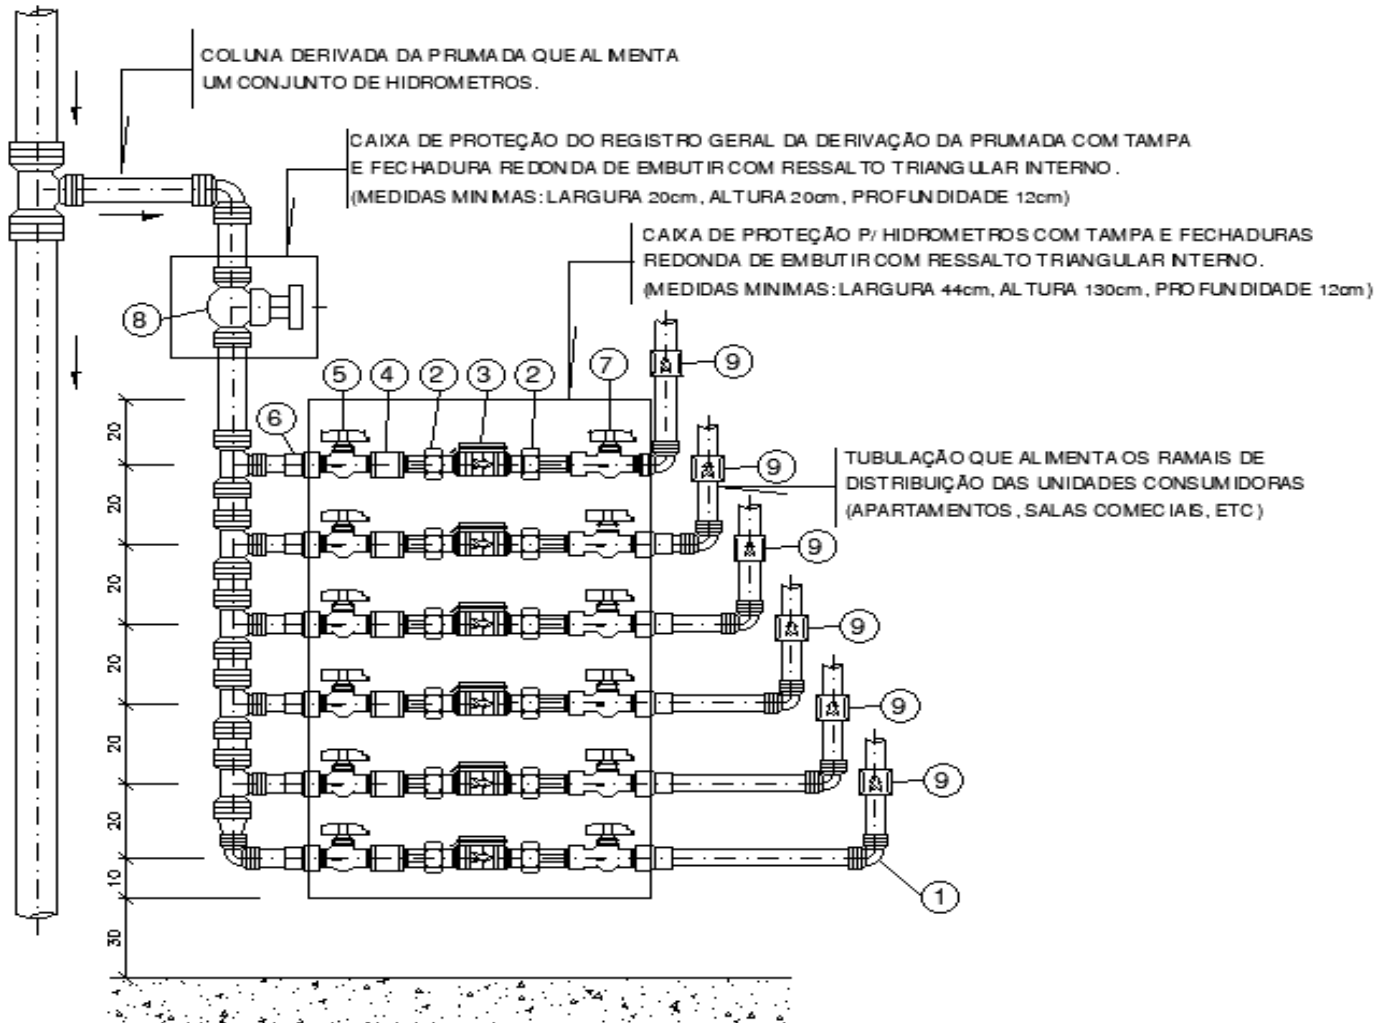 COLUNA DERIVADA DA PRUMADA QUE ALIMENTA
UM CONJUNTO DE HIDROMETROS.
CAIXA DE PROTEÇÃO DO REGISTRO GERAL DA DERIVAÇÃO DA PRUMADA COM TAMPA
E FECHADURA REDONDA DE EMBUTIR COM RESSALTO TRIANGULAR INTERNO.
(MEDIDAS MINIMAS: LARGURA 20cm, ALTURA 20cm, PROFUNDIDADE 12cm)
CAIXA DE PROTEÇÃO P/ HIDROMETROS COM TAMPA E FECHADURAS
REDONDA DE EMBUTIR COM RESSALTO TRIANGULAR INTERNO.
(MEDIDAS MINIMAS: LARGURA 44cm, ALTURA 130cm, PROFUNDIDADE 12cm)
8
5
4
2
3
2
7
9
6
20
9
TUBULAÇÃO QUE ALIMENTA OS RAMAIS DE
DISTRIBUIÇÃO DAS UNIDADES CONSUMIDORAS
(APARTAMENTOS, SALAS COMECIAIS, ETC)
20
9
20
9
20
9
20
9
20
10
1
30